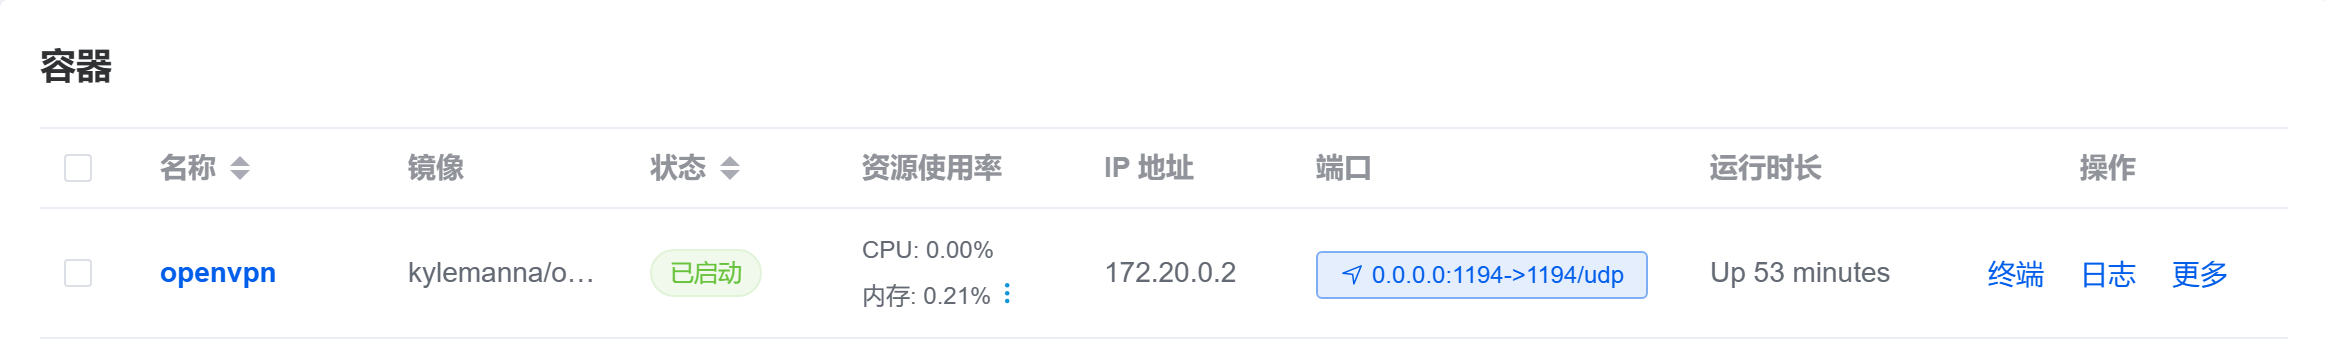 容器
名称 镜像 状态 资源使用率 IP 地址 端口 运行时长 操作
openvpn kylemanna/o... 已启动 CPU: 0.00% 内存: 0.21% 172.20.0.2 0.0.0.0:1194->1194/udp Up 53 minutes 终端 日志 更多